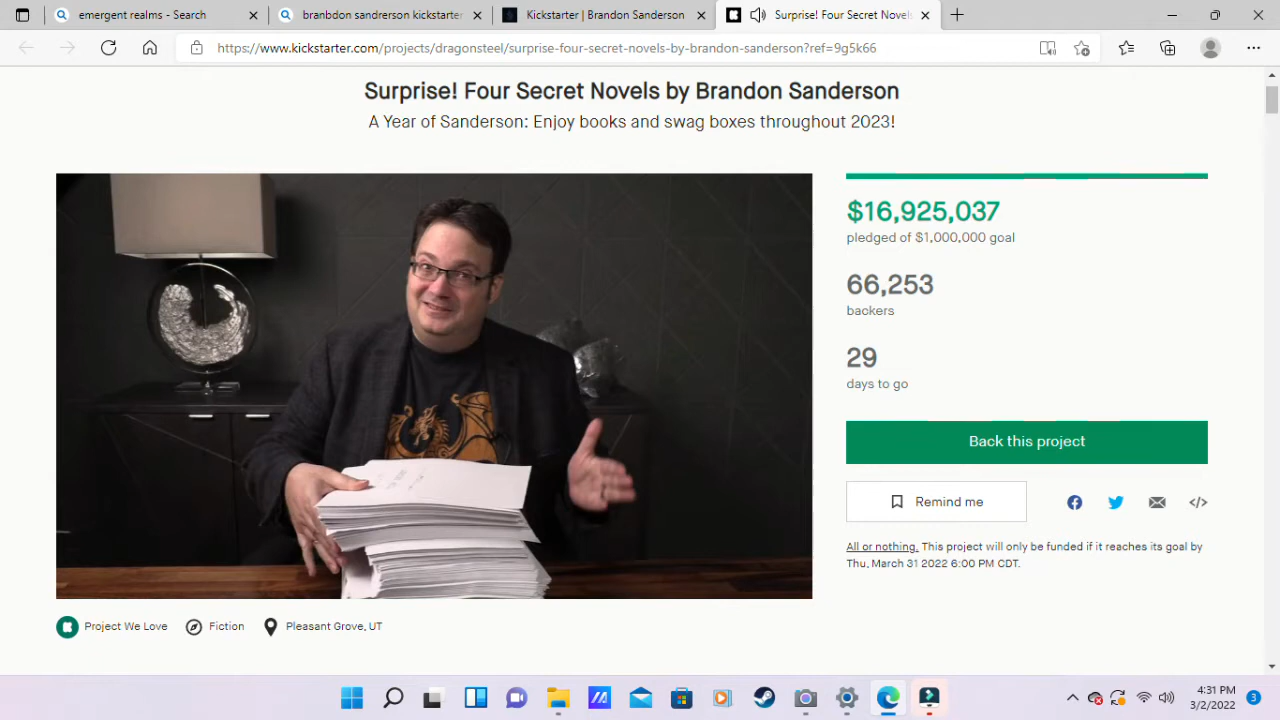 emergent realms - Search
branbdon sanderson kickstarter
Kickstarter | Brandon Sanderson
Surprise! Four Secret Novels
https://www.kickstarter.com/projects/dragonsteel/surprise-four-secret-novels-by-brandon-sanderson?ref=9g5k66
Surprise! Four Secret Novels by Brandon Sanderson
A Year of Sanderson: Enjoy books and swag boxes throughout 2023!
$16,925,037
pledged of $1,000,000 goal
66,253
backers
29
days to go
Back this project
Remind me
All or nothing. This project will only be funded if it reaches its goal by
Thu, March 31 2022 6:00 PM CDT.
Project We Love
Fiction
Pleasant Grove, UT
4:31 PM
3/2/2022
3